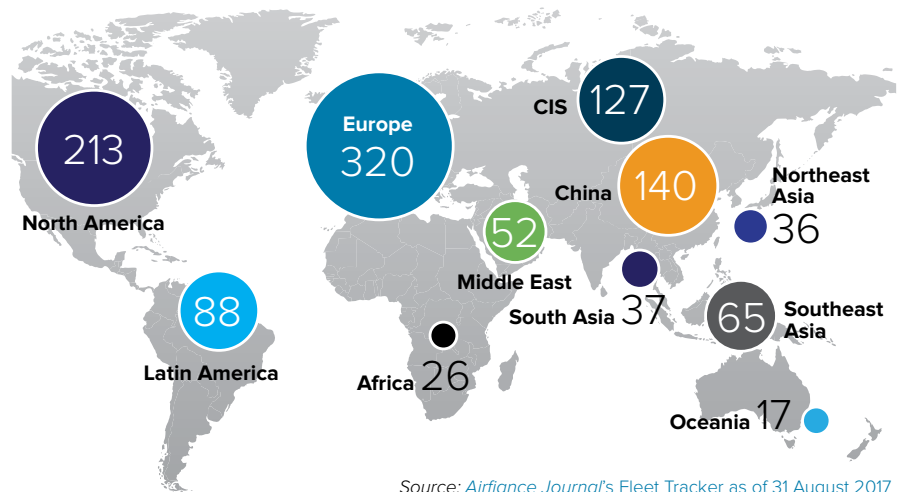 213
North America
Europe
320
CIS
127
China
140
Northeast
Asia
36
52
Middle East
South Asia 37
65
Southeast
Asia
88
Latin America
Africa 26
Oceania 17
Source: Airfiance Journal's Fleet Tracker as of 31 August 2017